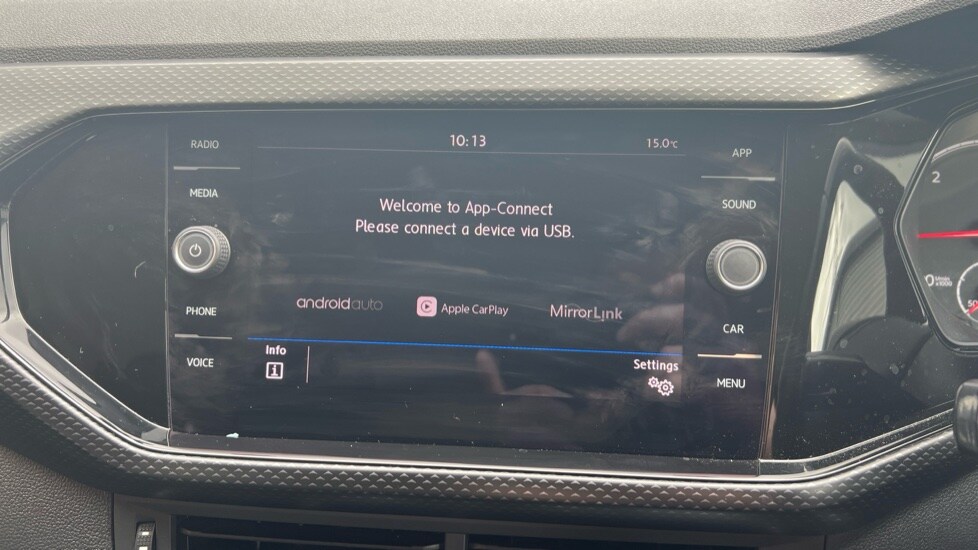 RADIO
MEDIA
PHONE
VOICE
10:13
15.0°C
Welcome to App-Connect
Please connect a device via USB.
androidauto
Apple CarPlay
MirrorLink
Info
Settings
APP
SOUND
CAR
MENU
2